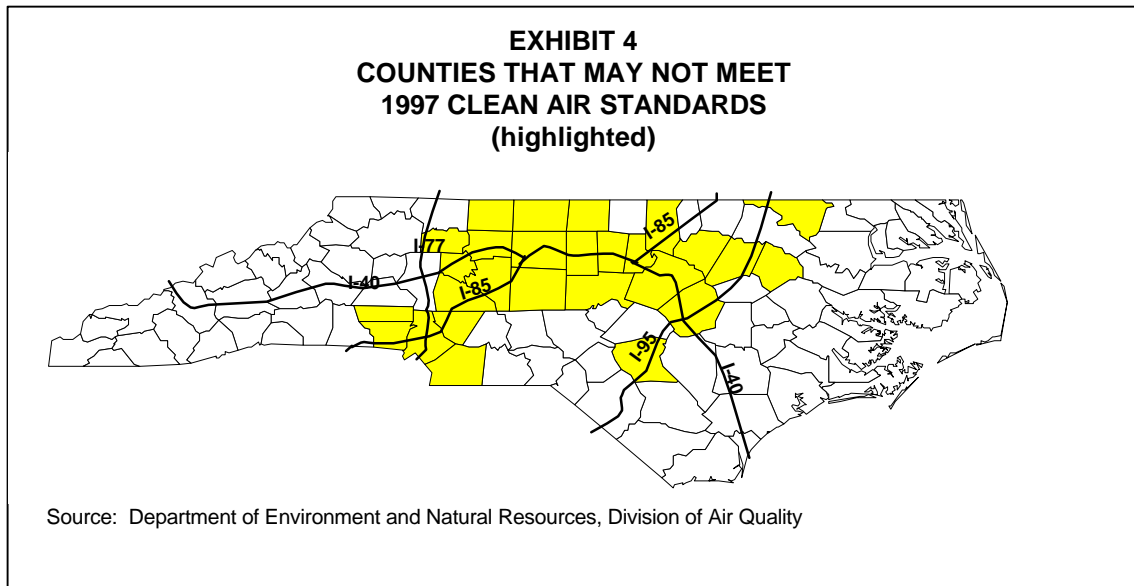 EXHIBIT 4
COUNTIES THAT MAY NOT MEET
1997 CLEAN AIR STANDARDS
(highlighted)
I-85
I-77
I-40
I-85
I-95
I-40
Source: Department of Environment and Natural Resources, Division of Air Quality